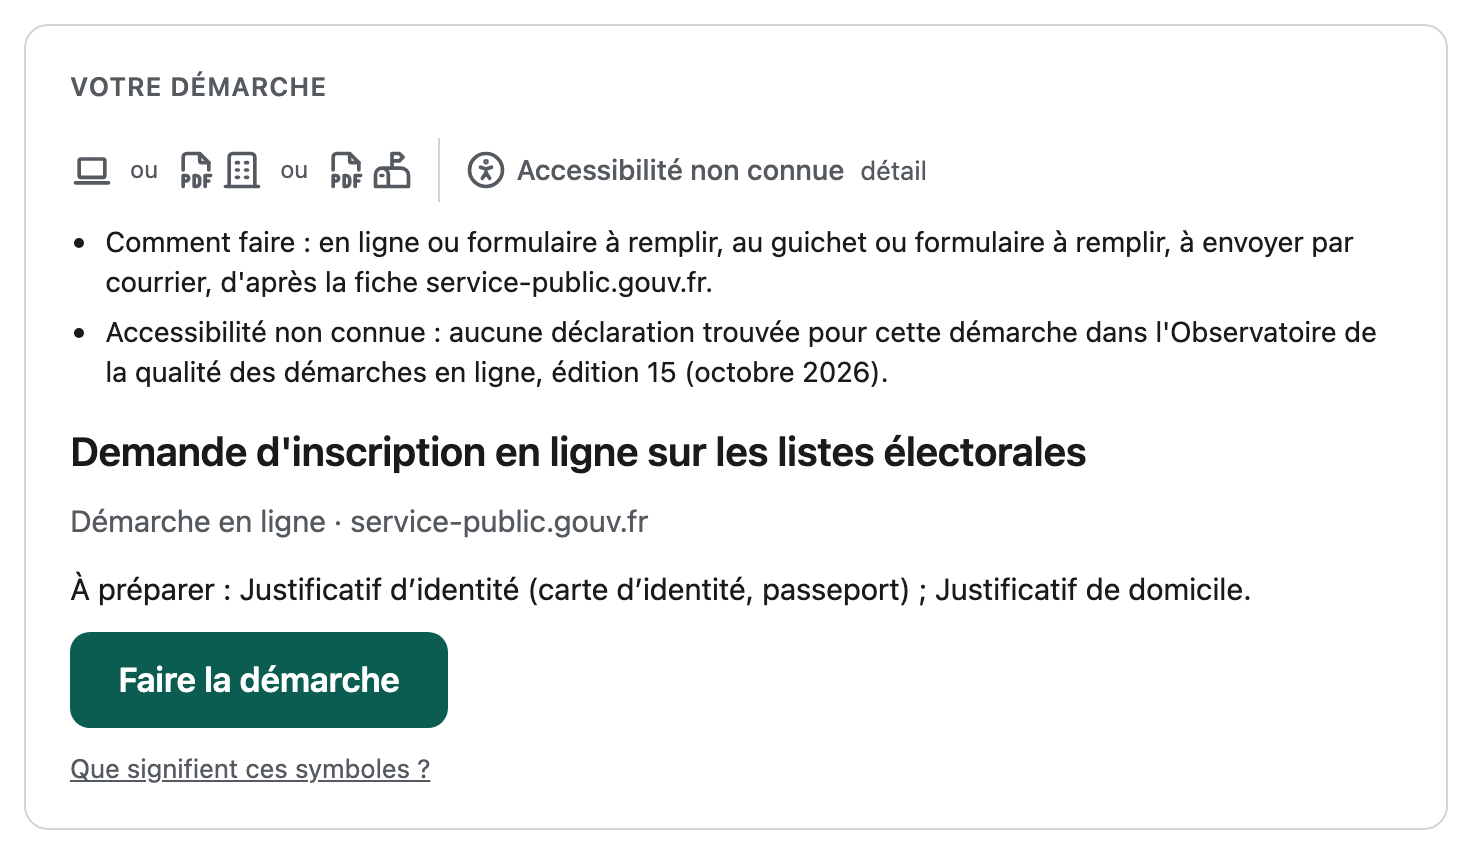 VOTRE DÉMARCHE
ou PDF ou PDF Accessibilité non connue détail
• Comment faire : en ligne ou formulaire à remplir, au guichet ou formulaire à remplir, à envoyer par
courrier, d'après la fiche service-public.gouv.fr.
• Accessibilité non connue : aucune déclaration trouvée pour cette démarche dans l'Observatoire de
la qualité des démarches en ligne, édition 15 (octobre 2026).
Demande d'inscription en ligne sur les listes électorales
Démarche en ligne · service-public.gouv.fr
À préparer : Justificatif d’identité (carte d’identité, passeport) ; Justificatif de domicile.
Faire la démarche
Que signifient ces symboles ?